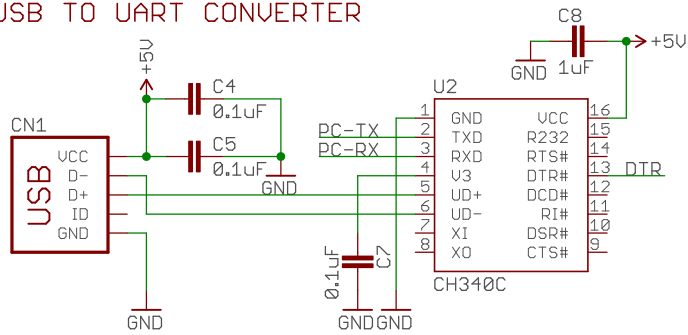 USB TO UART CONVERTER
C8
+5V
GND
1uF
+5V
C4
0.1uF
C5
0.1uF
GND
CN1
USB
VCC
D-
D+
ID
GND
GND
PC-TX
PC-RX
U2
1 GND VCC 16
2 TXD R232 15
3 RXD RTS# 14
4 V3 DTR# 13
5 UD+ DCD# 12
6 UD- RI# 11
7 XI DSR# 10
8 XO CTS# 9
DTR
CH340C
0.1uF
C7
GND
GND